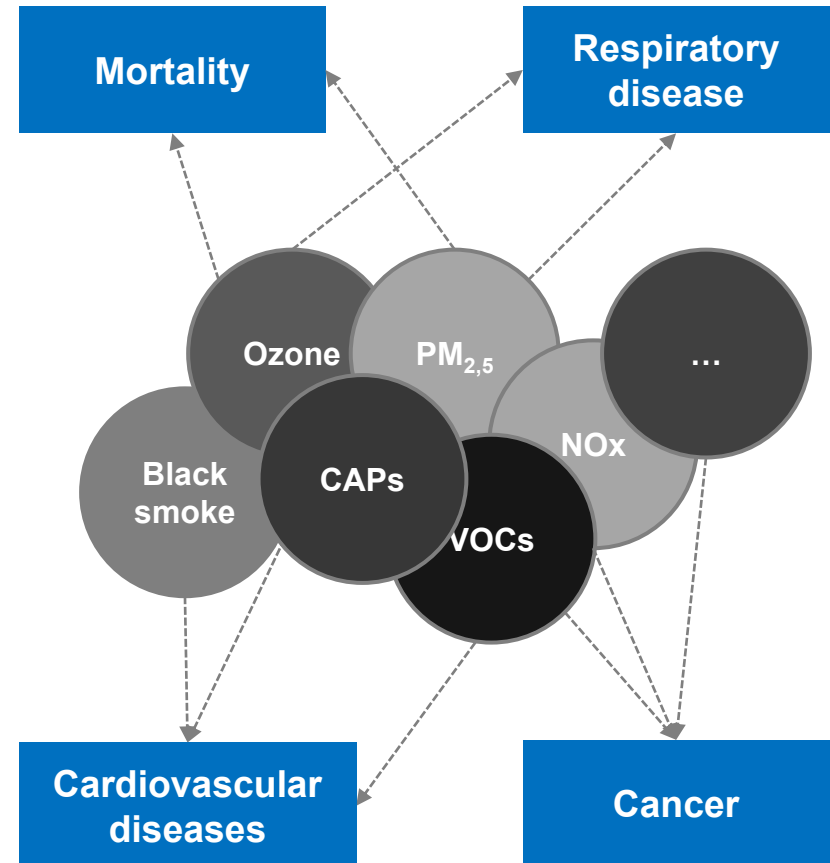 Mortality
Respiratory
disease
Ozone
PM2,5
...
NOx
Black
smoke
CAPs
VOCs
Cardiovascular
diseases
Cancer